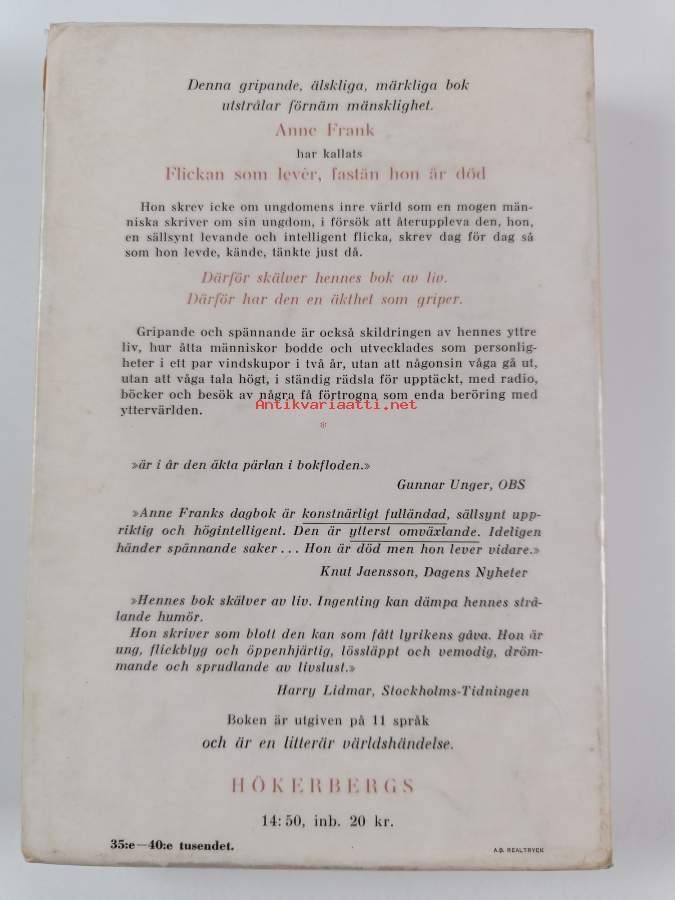 Denna gripande, älskliga, märkliga bok
utstrålar förnäm mänsklighet.
Anne Frank
har kallats
Flickan som lever, fastän hon är död
Hon skrev icke om ungdomens inre värld som en mogen män-
niska skriver om sin ungdom, i försök att återuppleva den, hon,
en sällsynt levande och intelligent flicka, skrev dag för dag så
som hon levde, kände, tänkte just då.
Därför skälver hennes bok av liv.
Därför har den en äkthet som griper.
Gripande och spännande är också skildringen av hennes yttre
liv, hur åtta människor bodde och utvecklades som personlig-
heter i ett par vindskupor i två år, utan att någonsin våga gå ut,
utan att våga tala högt, i ständig rädsla för upptäckt, med radio,
böcker och besök av några få förtrogna som enda beröring med
yttervärlden.
Antikvariaatti.net
*
»är i år den äkta pärlan i bokfloden.»
Gunnar Unger, OBS
»Anne Franks dagbok är konstnärligt fulländad, sällsynt upp-
riktig och högintelligent. Den är ytterst omväxlande. Ideligen
händer spännande saker... Hon är död men hon lever vidare.»
Knut Jaensson, Dagens Nyheter
»Hennes bok skälver av liv. Ingenting kan dämpa hennes strå-
lande humör.
Hon skriver som blott den kan som fått lyrikens gåva. Hon är
ung, flickblyg och öppenhjärtig, lössläppt och vemodig, dröm-
mande och sprudlande av livslust.»
Harry Lidmar, Stockholms-Tidningen
Boken är utgiven på 11 språk
och är en litterär världshändelse.
HÖKERBERGS
14:50, inb. 20 kr.
35:e—40:e tusendet.
A.B. REALTRYCK